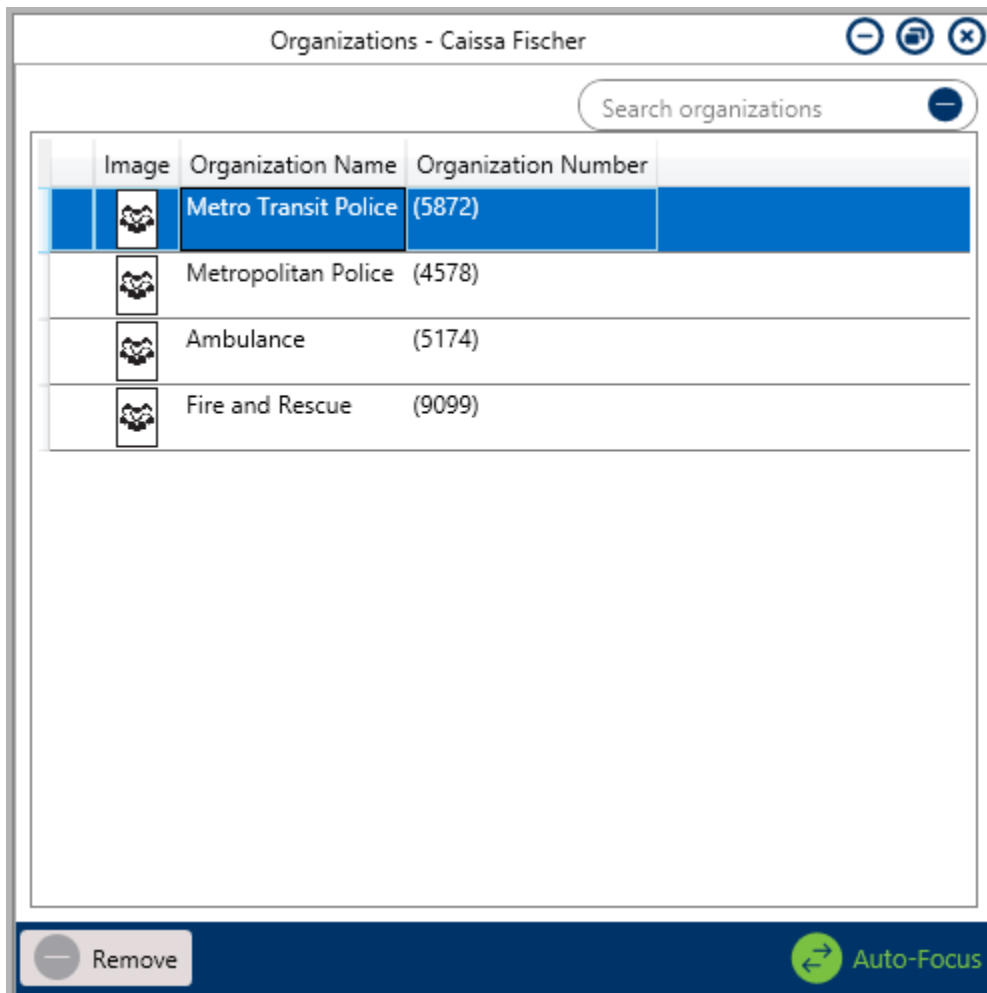 Organizations - Caissa Fischer
Search organizations
Image Organization Name Organization Number
Metro Transit Police (5872)
Metropolitan Police (4578)
Ambulance (5174)
Fire and Rescue (9099)
Remove Auto-Focus